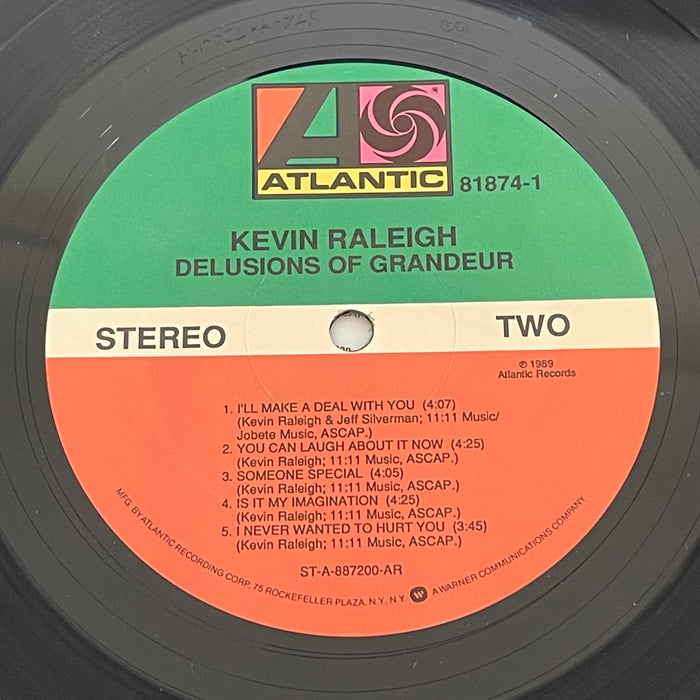 ATLANTIC
81874-1
KEVIN RALEIGH
DELUSIONS OF GRANDEUR
STEREO
TWO
℗ 1989
Atlantic Records
1. I'LL MAKE A DEAL WITH YOU (4:07)
(Kevin Raleigh & Jeff Silverman; 11:11 Music/
Jobete Music, ASCAP.)
2. YOU CAN LAUGH ABOUT IT NOW (4:25)
(Kevin Raleigh; 11:11 Music, ASCAP.)
3. SOMEONE SPECIAL (4:05)
(Kevin Raleigh; 11:11 Music, ASCAP.)
4. IS IT MY IMAGINATION (4:25)
(Kevin Raleigh; 11:11 Music, ASCAP.)
5. I NEVER WANTED TO HURT YOU (3:45)
(Kevin Raleigh; 11:11 Music, ASCAP.)
ST-A-887200-AR
MFG. BY ATLANTIC RECORDING CORP. 75 ROCKEFELLER PLAZA, N.Y., N.Y. A WARNER COMMUNICATIONS COMPANY